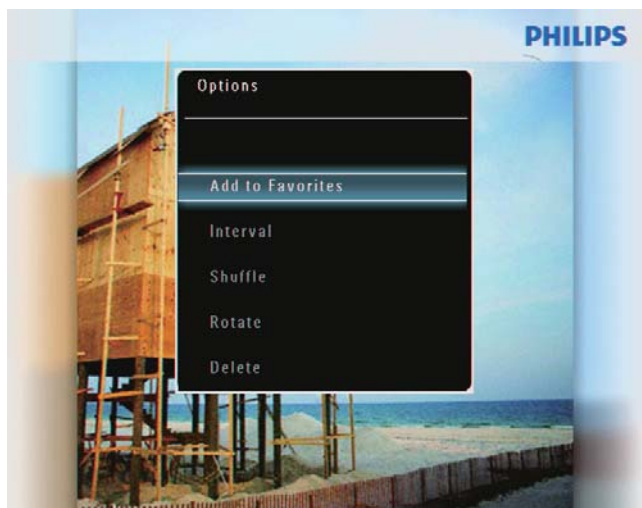 PHILIPS
Options
Add to Favorites
Interval
Shuffle
Rotate
Delete